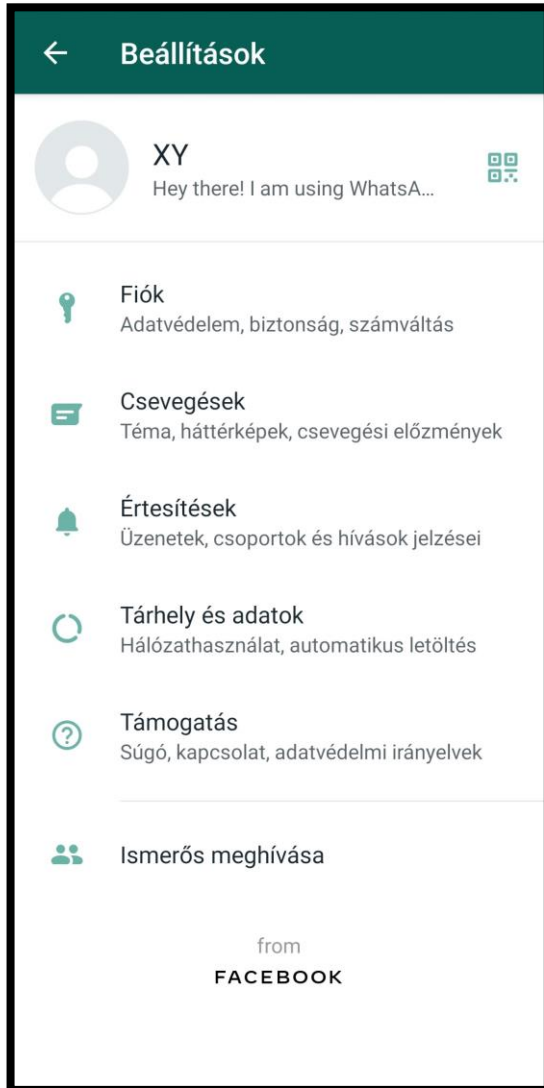 Beállítások
XY
Hey there! I am using WhatsA...
Fiók
Adatvédelem, biztonság, számváltás
Csevegések
Téma, háttérképek, csevegési előzmények
Értesítések
Üzenetek, csoportok és hívások jelzései
Tárhely és adatok
Hálózathasználat, automatikus letöltés
Támogatás
Súgó, kapcsolat, adatvédelmi irányelvek
Ismerős meghívása
from
FACEBOOK